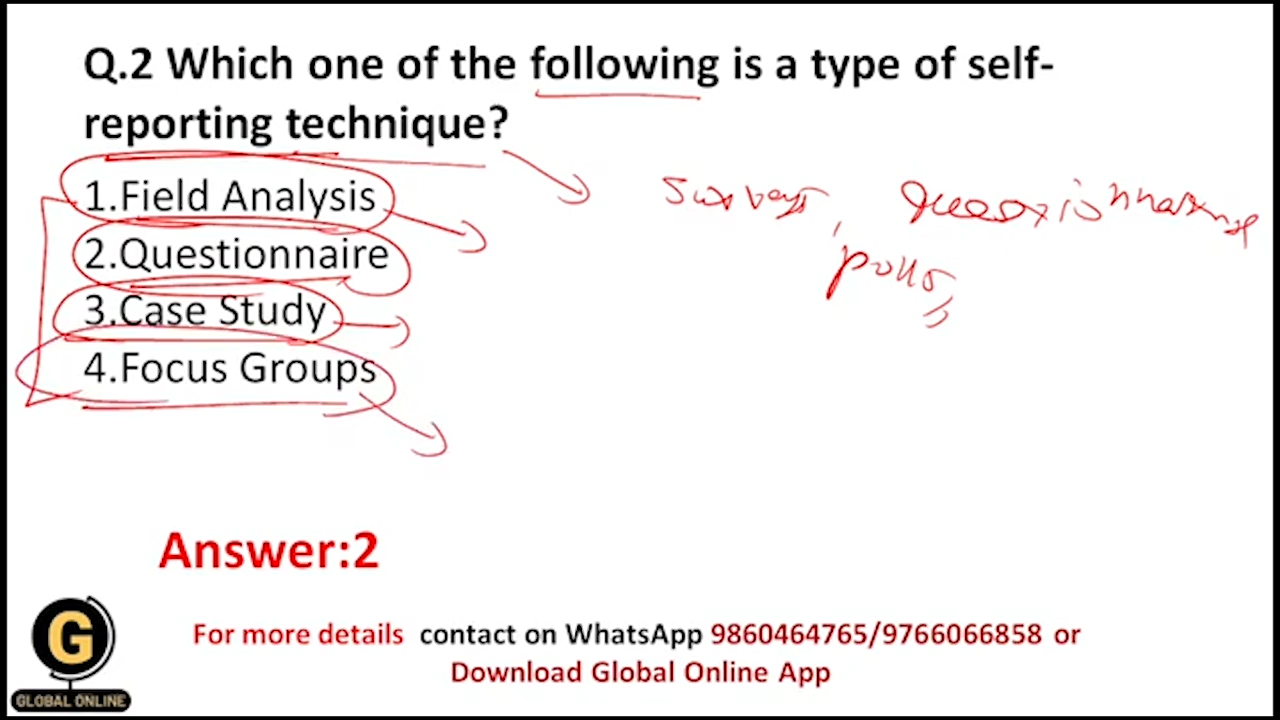 Q.2 Which one of the following is a type of self-
reporting technique?
1.Field Analysis
surveys, questionnaire
2.Questionnaire
polls,
3.Case Study
4.Focus Groups
Answer:2
For more details contact on WhatsApp 9860464765/9766066858 or
Download Global Online App
G
GLOBAL ONLINE